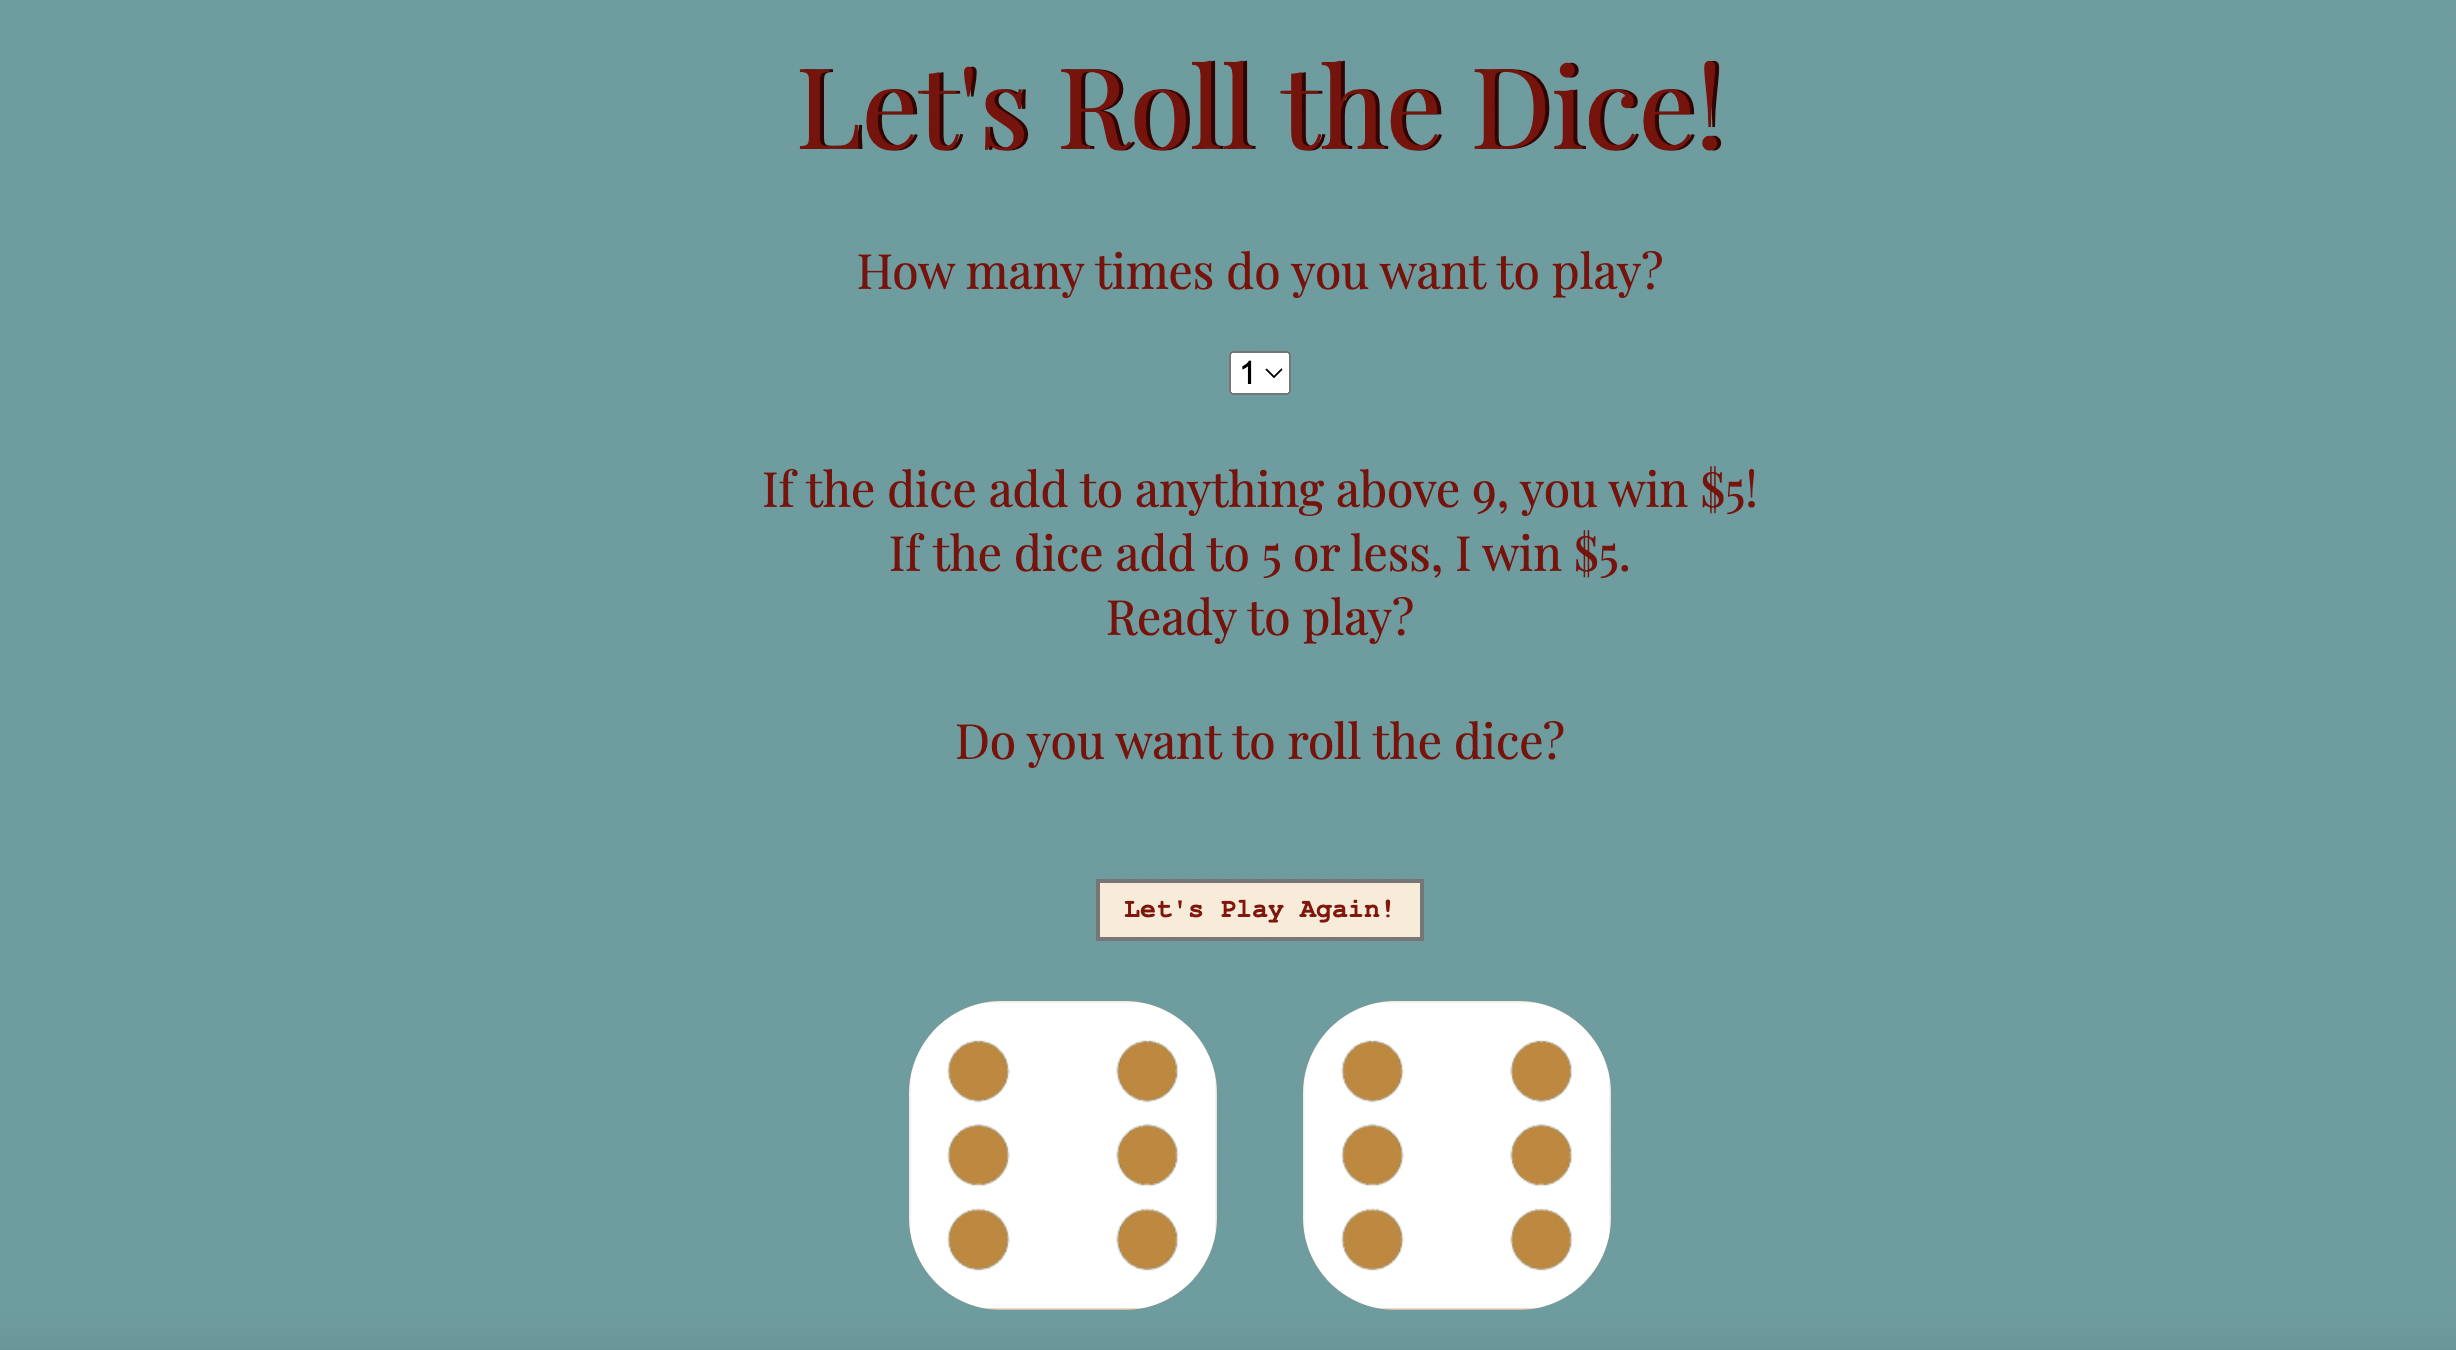 Let's Roll the Dice!
How many times do you want to play?
1
If the dice add to anything above 9, you win $5!
If the dice add to 5 or less, I win $5.
Ready to play?
Do you want to roll the dice?
Let's Play Again!